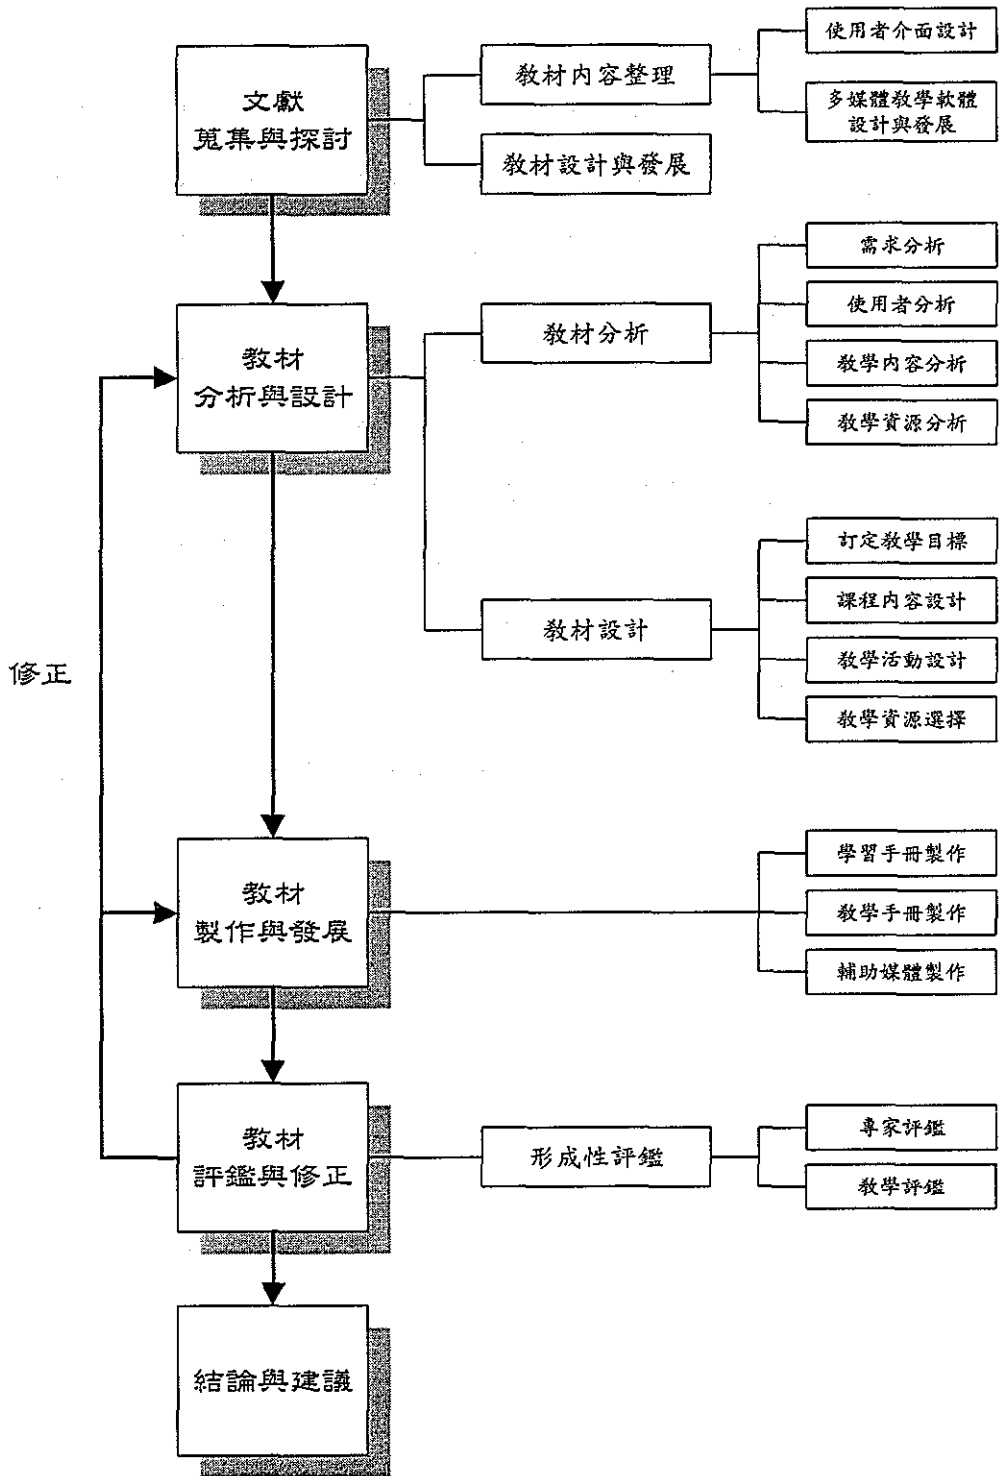 文獻
蒐集與探討
教材內容整理
使用者介面設計
多媒體教學軟體
設計與發展
教材設計與發展
教材
分析與設計
教材分析
需求分析
使用者分析
教學內容分析
教學資源分析
教材設計
訂定教學目標
課程內容設計
教學活動設計
教學資源選擇
修正
教材
製作與發展
學習手冊製作
教學手冊製作
輔助媒體製作
教材
評鑑與修正
形成性評鑑
專家評鑑
教學評鑑
結論與建議